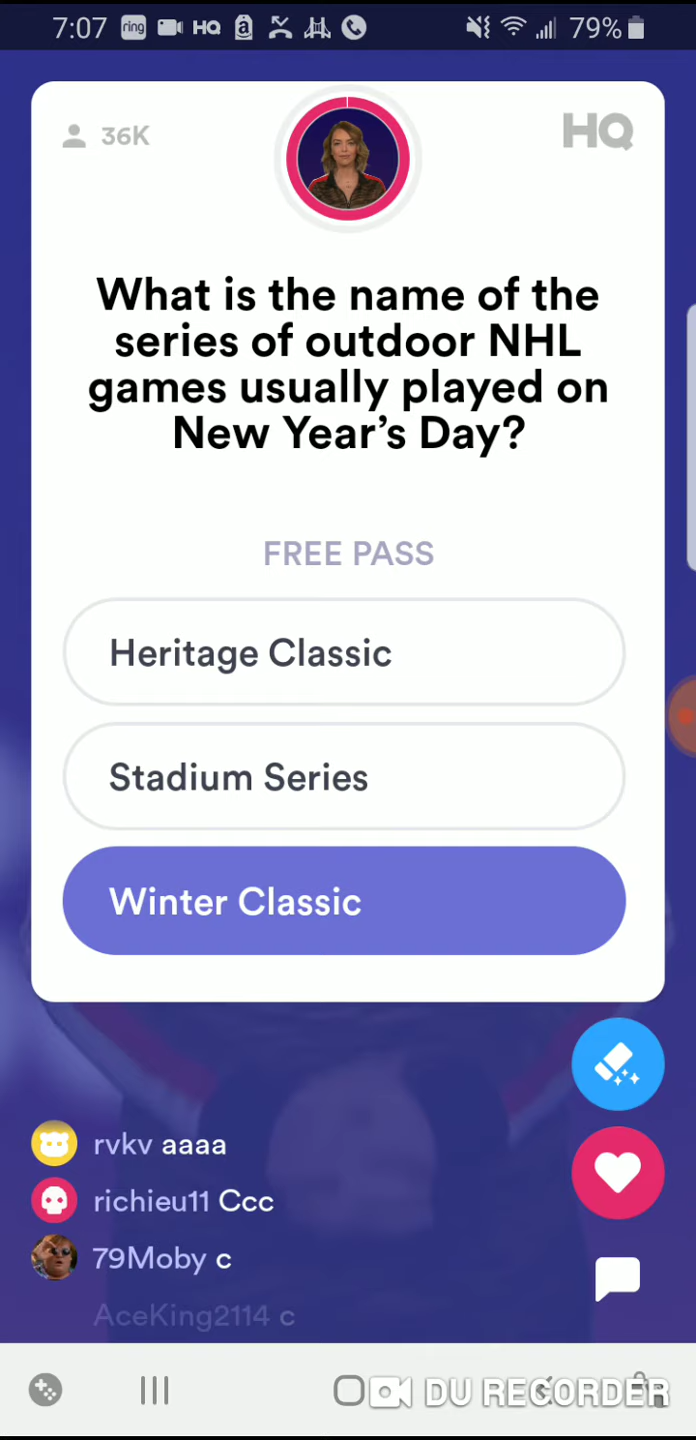 7:07 ring HQ a 79%
36K
HQ
What is the name of the
series of outdoor NHL
games usually played on
New Year's Day?
FREE PASS
Heritage Classic
Stadium Series
Winter Classic
rvkv aaaa
richieu11 Ccc
79Moby c
AceKing2114 c
DU RECORDER